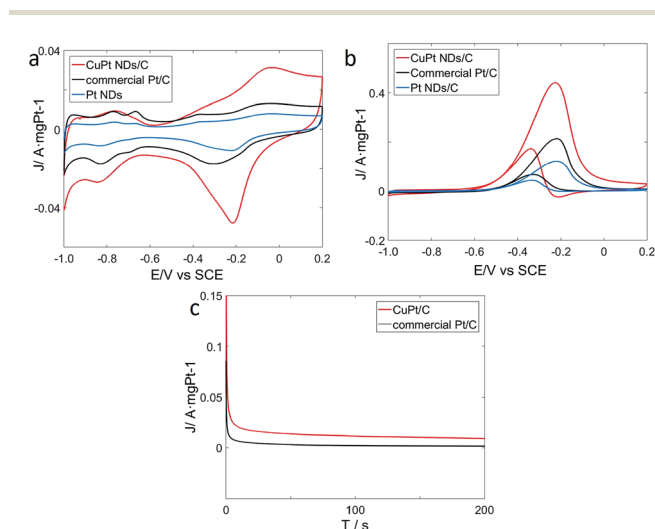 a
CuPt NDs/C
commercial Pt/C
Pt NDs
0.04
0
-0.04
J/ A·mgPt-1
-1.0 -0.8 -0.6 -0.4 -0.2 0 0.2
E/V vs SCE
b
CuPt NDs/C
Commercial Pt/C
Pt NDs/C
0.4
0.2
0
-0.2
J/ A·mgPt-1
-1.0 -0.8 -0.6 -0.4 -0.2 0 0.2
E/V vs SCE
c
CuPt/C
commercial Pt/C
0.15
0.1
0.05
0
J/ A·mgPt-1
0 100 200
T / s